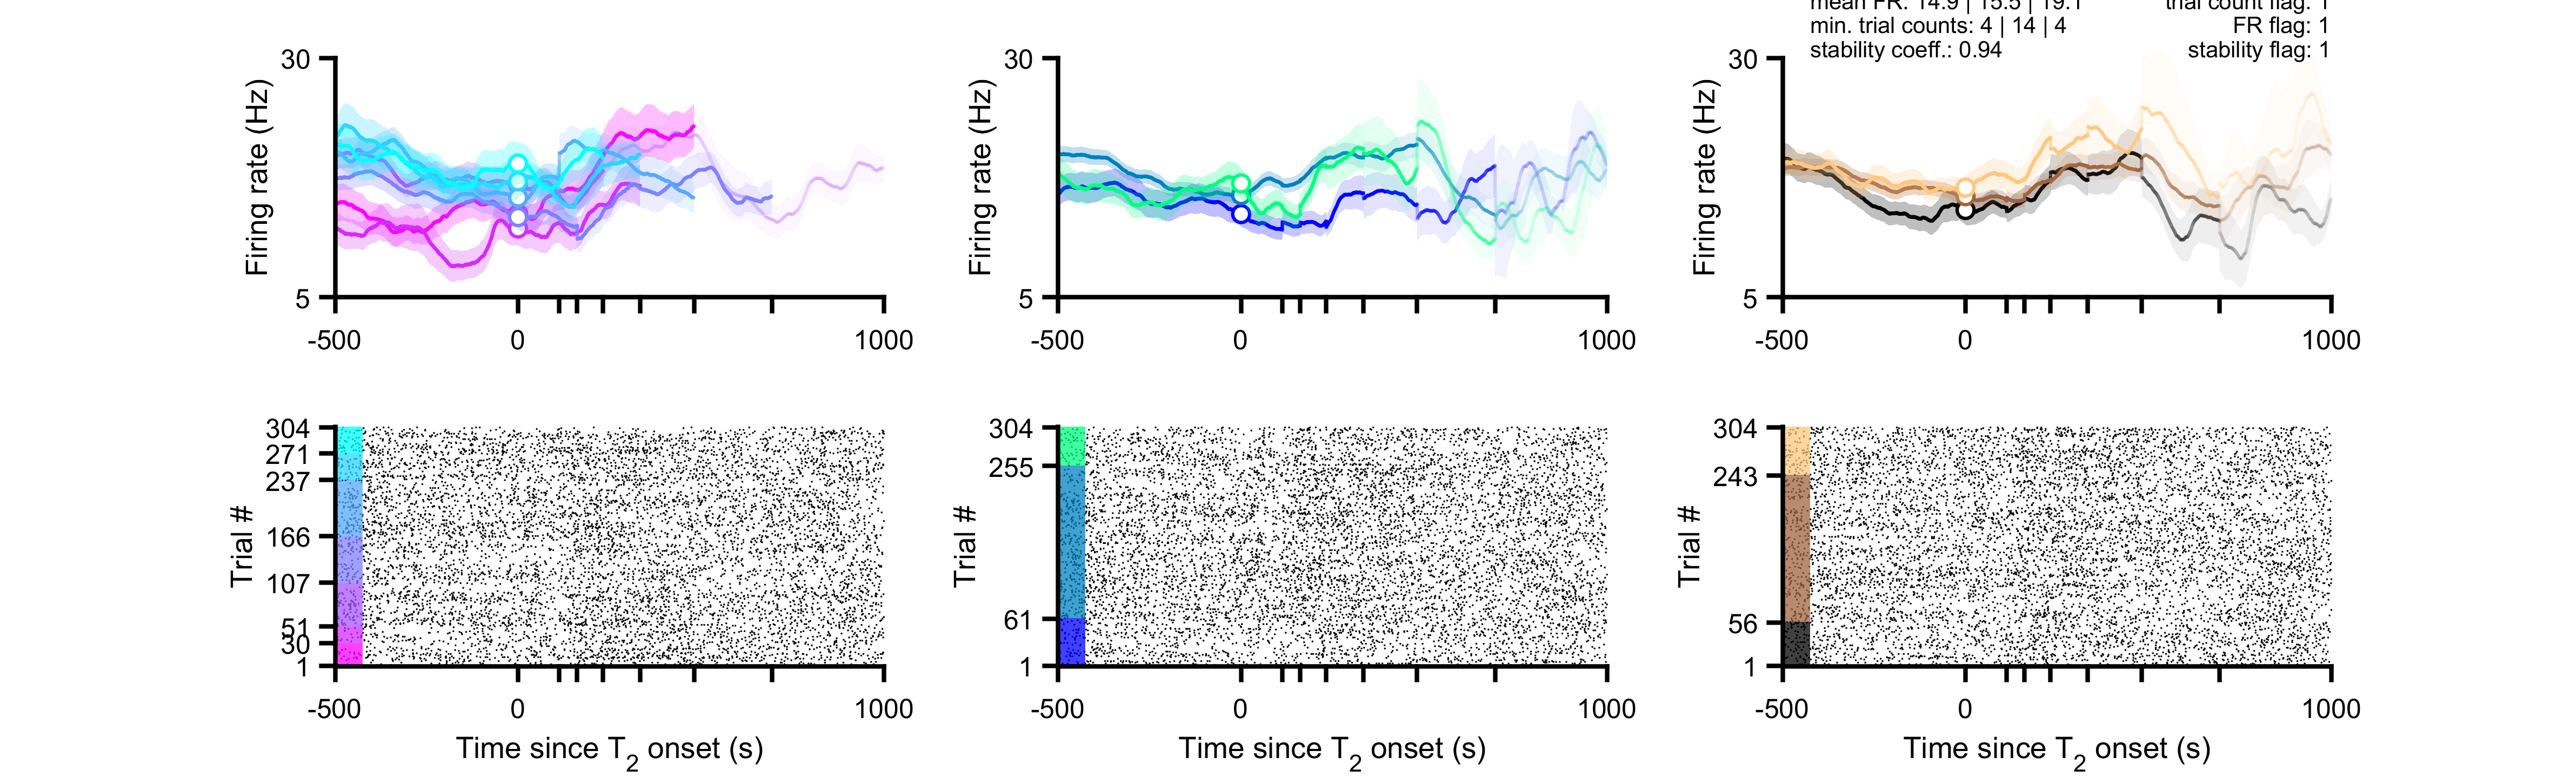 mean FR: 14.9 | 15.5 | 19.1 trial count flag: 1
min. trial counts: 4 | 14 | 4 FR flag: 1
stability coeff.: 0.94 stability flag: 1
30
Firing rate (Hz)
5
-500 0 1000
30
Firing rate (Hz)
5
-500 0 1000
30
Firing rate (Hz)
5
-500 0 1000
304
271
237
166
107
51
30
1
Trial #
-500 0 1000
Time since T2 onset (s)
304
255
61
1
Trial #
-500 0 1000
Time since T2 onset (s)
304
243
56
1
Trial #
-500 0 1000
Time since T2 onset (s)